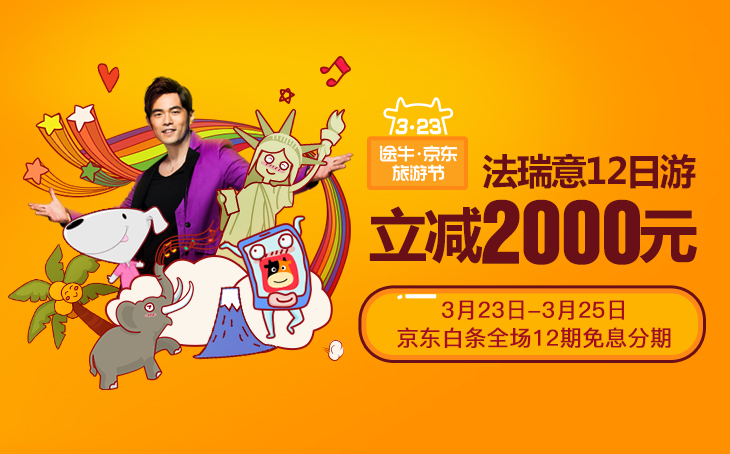 3·23
途牛·京东
旅游节
法瑞意12日游
立减2000元
3月23日-3月25日
京东白条全场12期免息分期